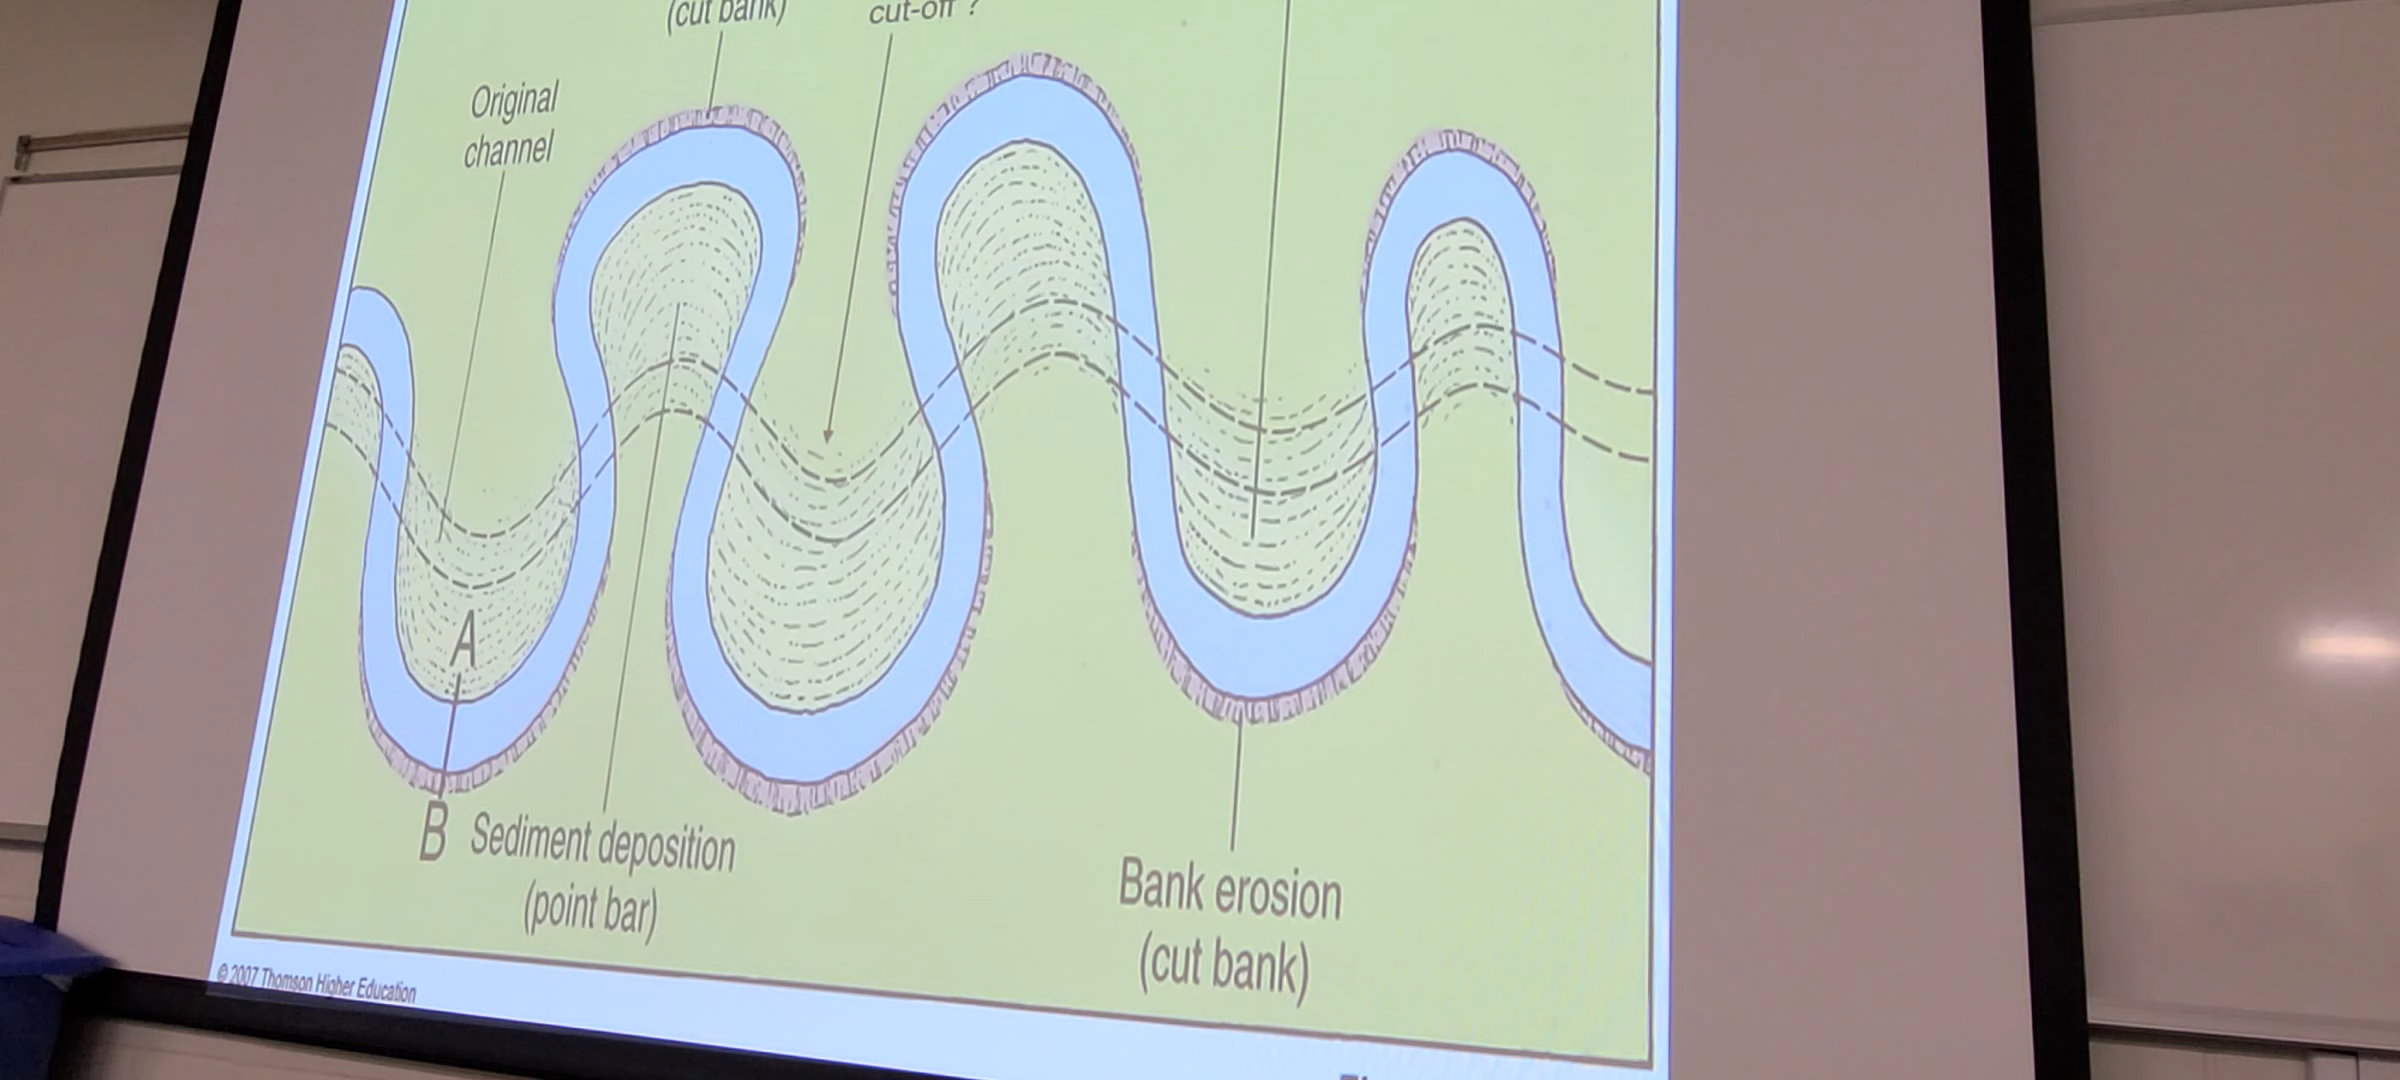 (cut bank)
cut-off ?
Original
channel
A
B
Sediment deposition
(point bar)
Bank erosion
(cut bank)
© 2007 Thomson Higher Education